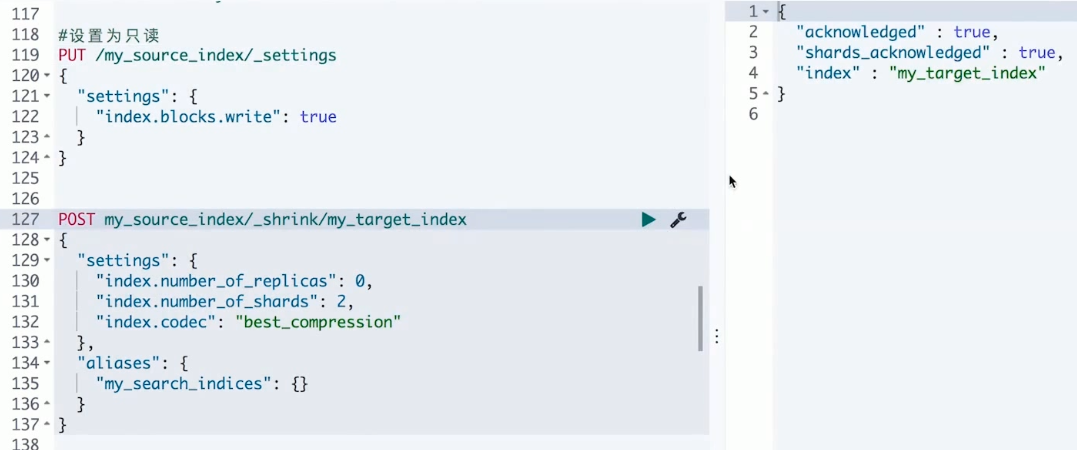 117
118 #设置为只读
119 PUT /my_source_index/_settings
120 {
121 "settings": {
122 "index.blocks.write": true
123 }
124 }
125
126
127 POST my_source_index/_shrink/my_target_index
128 {
129 "settings": {
130 "index.number_of_replicas": 0,
131 "index.number_of_shards": 2,
132 "index.codec": "best_compression"
133 },
134 "aliases": {
135 "my_search_indices": {}
136 }
137 }
138
1 {
2 "acknowledged" : true,
3 "shards_acknowledged" : true,
4 "index" : "my_target_index"
5 }
6